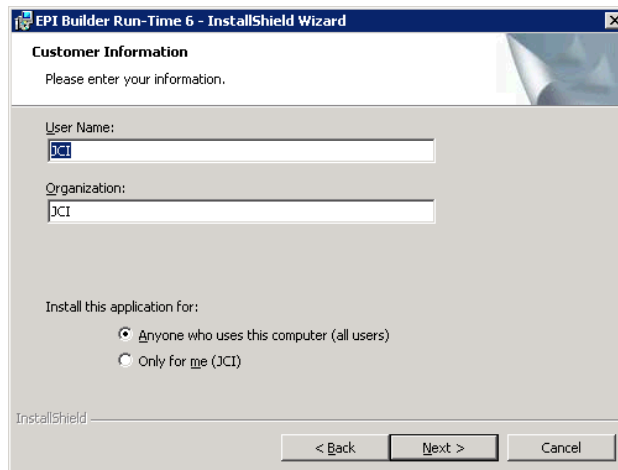 EPI Builder Run-Time 6 - InstallShield Wizard
Customer Information
Please enter your information.
User Name:
JCI
Organization:
JCI
Install this application for:
Anyone who uses this computer (all users)
Only for me (JCI)
InstallShield
< Back Next > Cancel